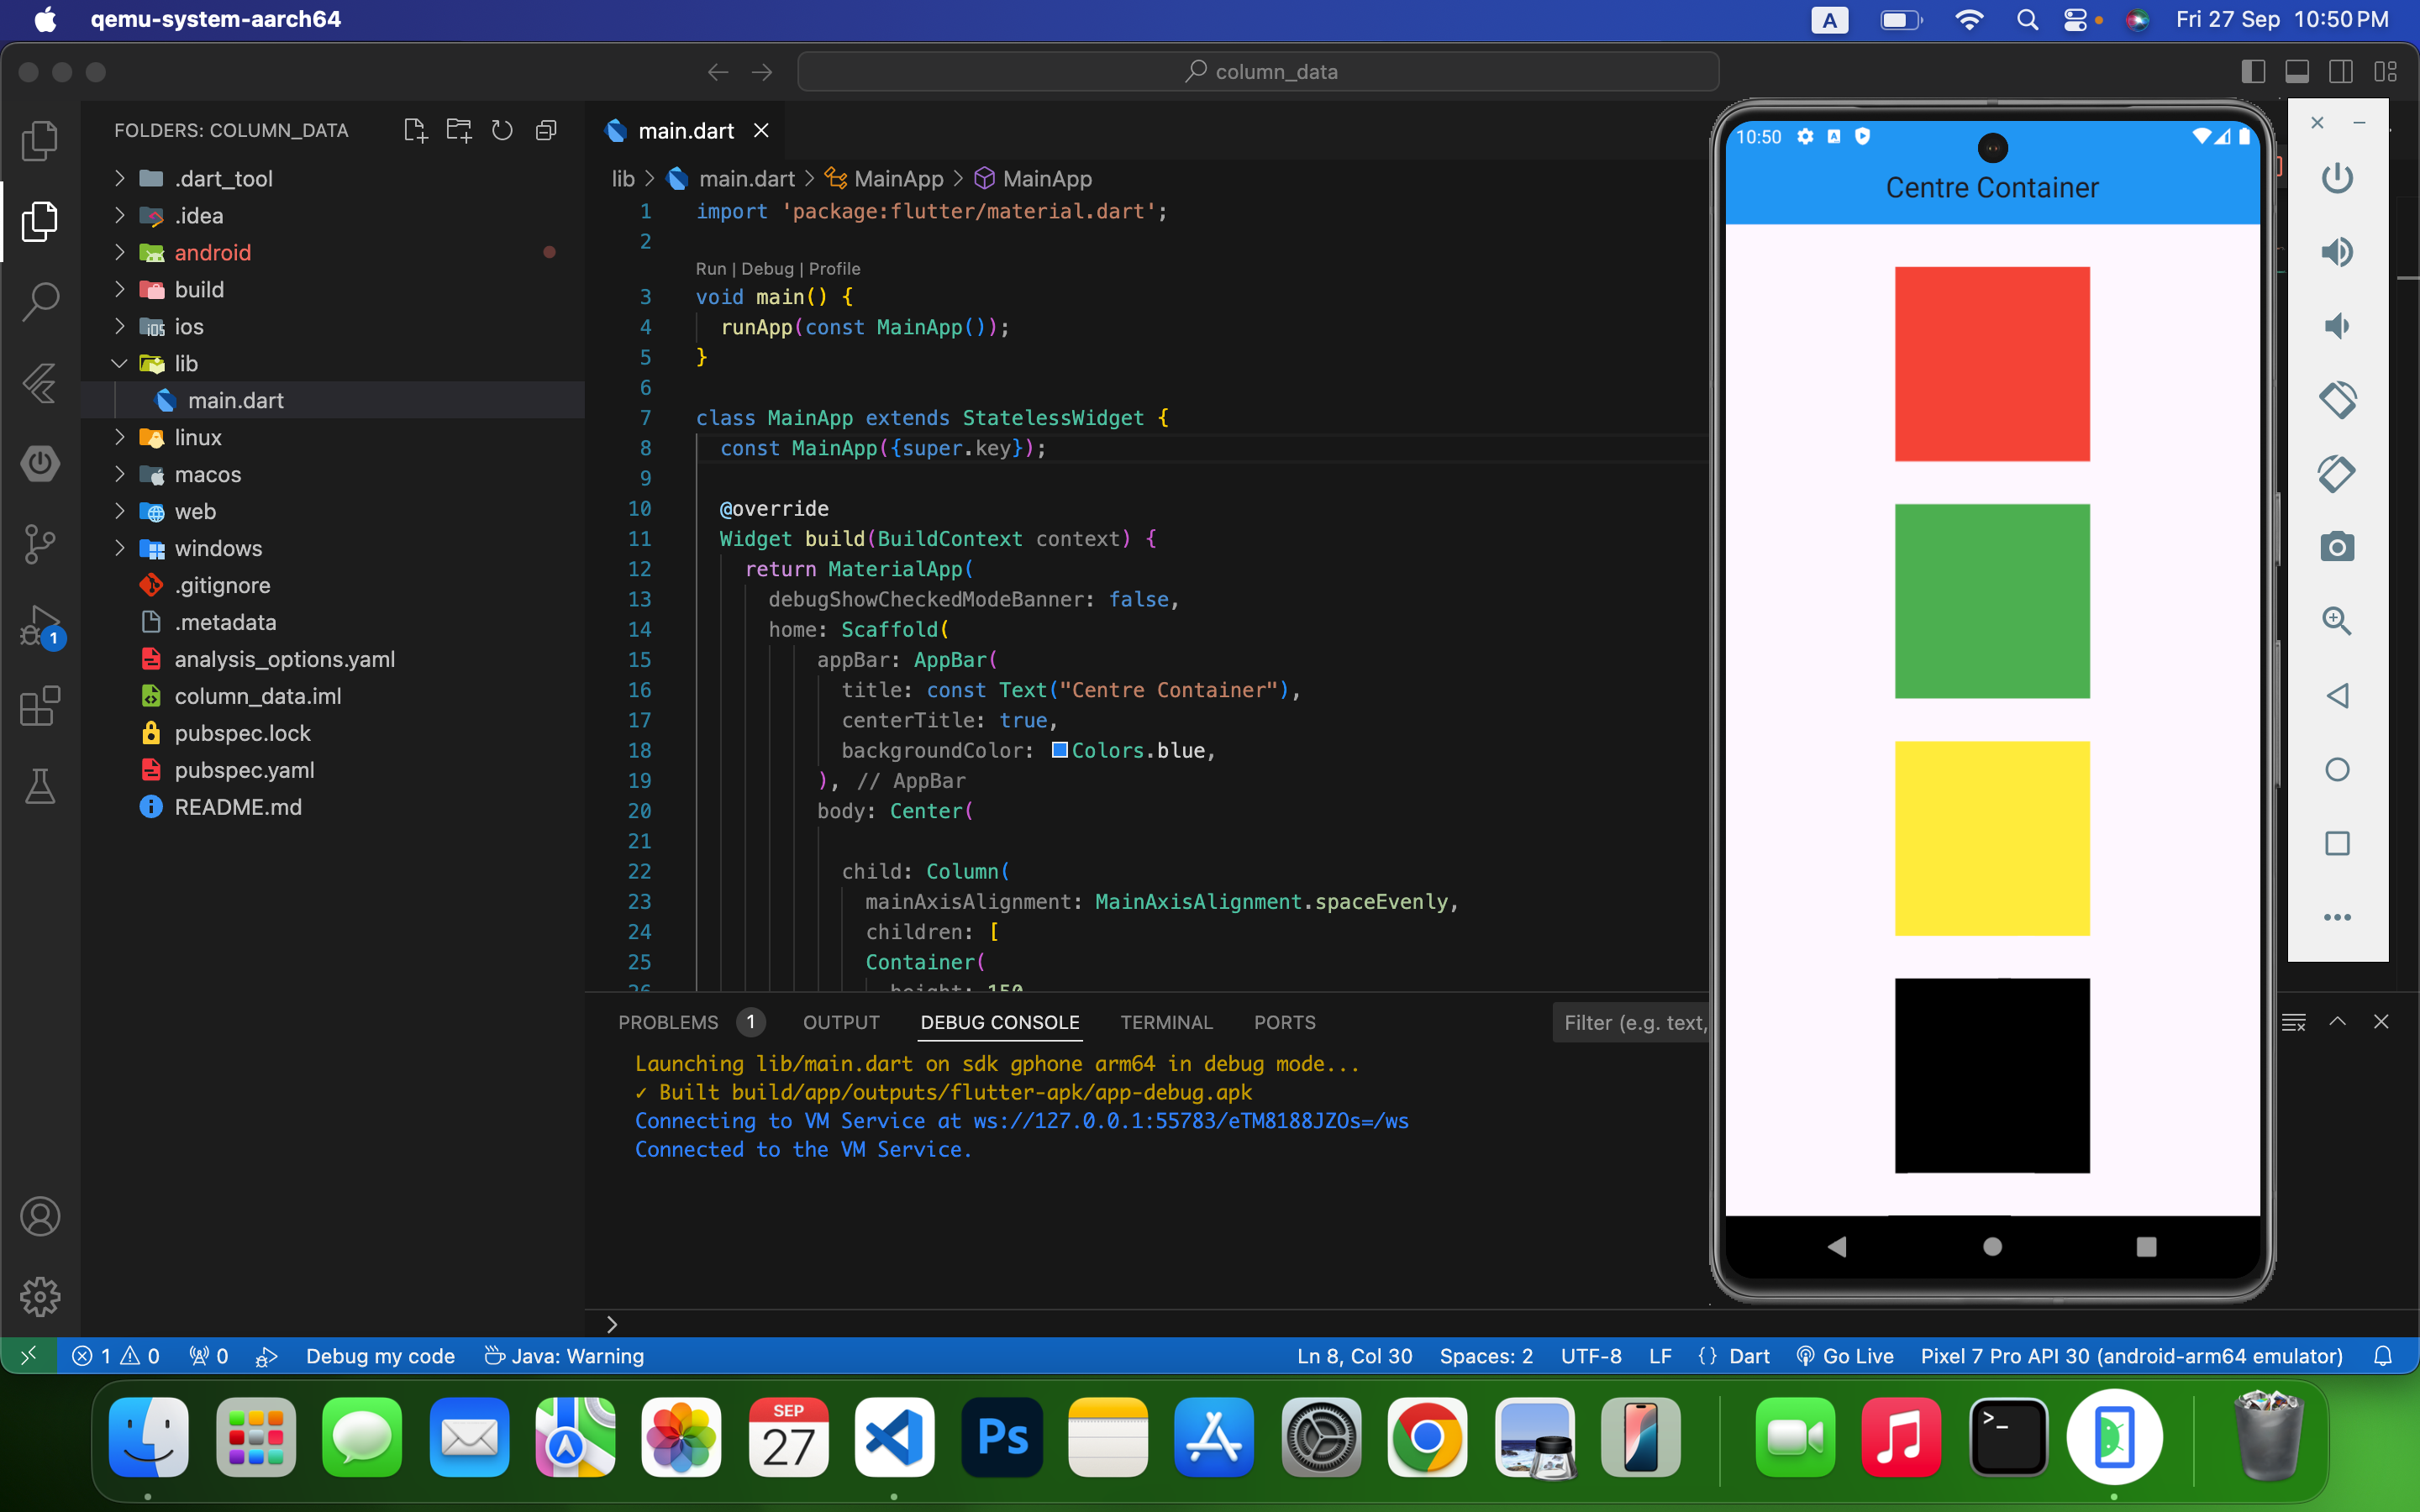 qemu-system-aarch64
A
Fri 27 Sep 10:50 PM
column_data
FOLDERS: COLUMN_DATA
.dart_tool
.idea
android
build
ios
lib
main.dart
linux
macos
web
windows
.gitignore
.metadata
analysis_options.yaml
column_data.iml
pubspec.lock
pubspec.yaml
README.md
1
main.dart
lib > main.dart > MainApp > MainApp
1 import 'package:flutter/material.dart';
2
Run | Debug | Profile
3 void main() {
4 runApp(const MainApp());
5 }
6
7 class MainApp extends StatelessWidget {
8 const MainApp({super.key});
9
10 @override
11 Widget build(BuildContext context) {
12 return MaterialApp(
13 debugShowCheckedModeBanner: false,
14 home: Scaffold(
15 appBar: AppBar(
16 title: const Text("Centre Container"),
17 centerTitle: true,
18 backgroundColor: Colors.blue,
19 ), // AppBar
20 body: Center(
21
22 child: Column(
23 mainAxisAlignment: MainAxisAlignment.spaceEvenly,
24 children: [
25 Container(
26 height: 150
PROBLEMS 1 OUTPUT DEBUG CONSOLE TERMINAL PORTS
Filter (e.g. text,
Launching lib/main.dart on sdk gphone arm64 in debug mode...
✓ Built build/app/outputs/flutter-apk/app-debug.apk
Connecting to VM Service at ws://127.0.0.1:55783/eTM8188JZOs=/ws
Connected to the VM Service.
10:50
Centre Container
1 0 0 Debug my code Java: Warning
Ln 8, Col 30 Spaces: 2 UTF-8 LF {} Dart Go Live Pixel 7 Pro API 30 (android-arm64 emulator)
SEP
27
Ps